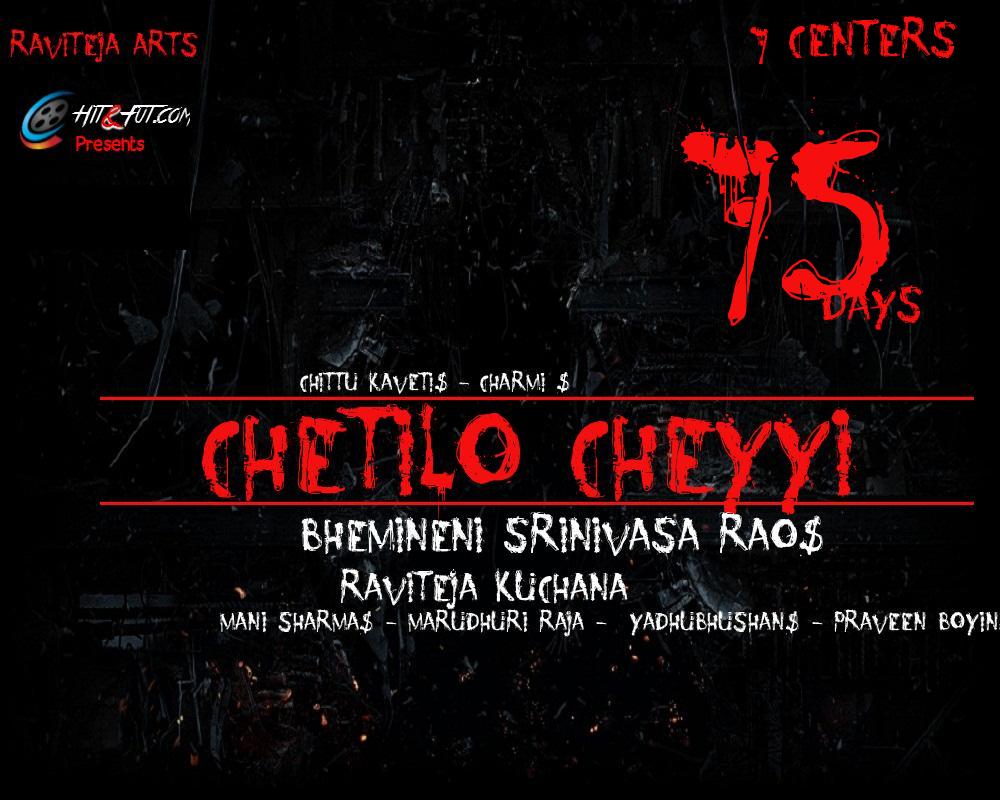 RAVITEJA ARTS
7 CENTERS
HIT&FUT.COM
Presents
75
DAYS
CHITTU KAVETI$ - CHARMI $
CHETILO CHEYYI
BHEMINENI SRINIVASA RAO$
RAVITEJA KUCHANA
MANI SHARMA$ - MARUDHURI RAJA - YADHUBHUSHAN$ - PRAVEEN BOYIN